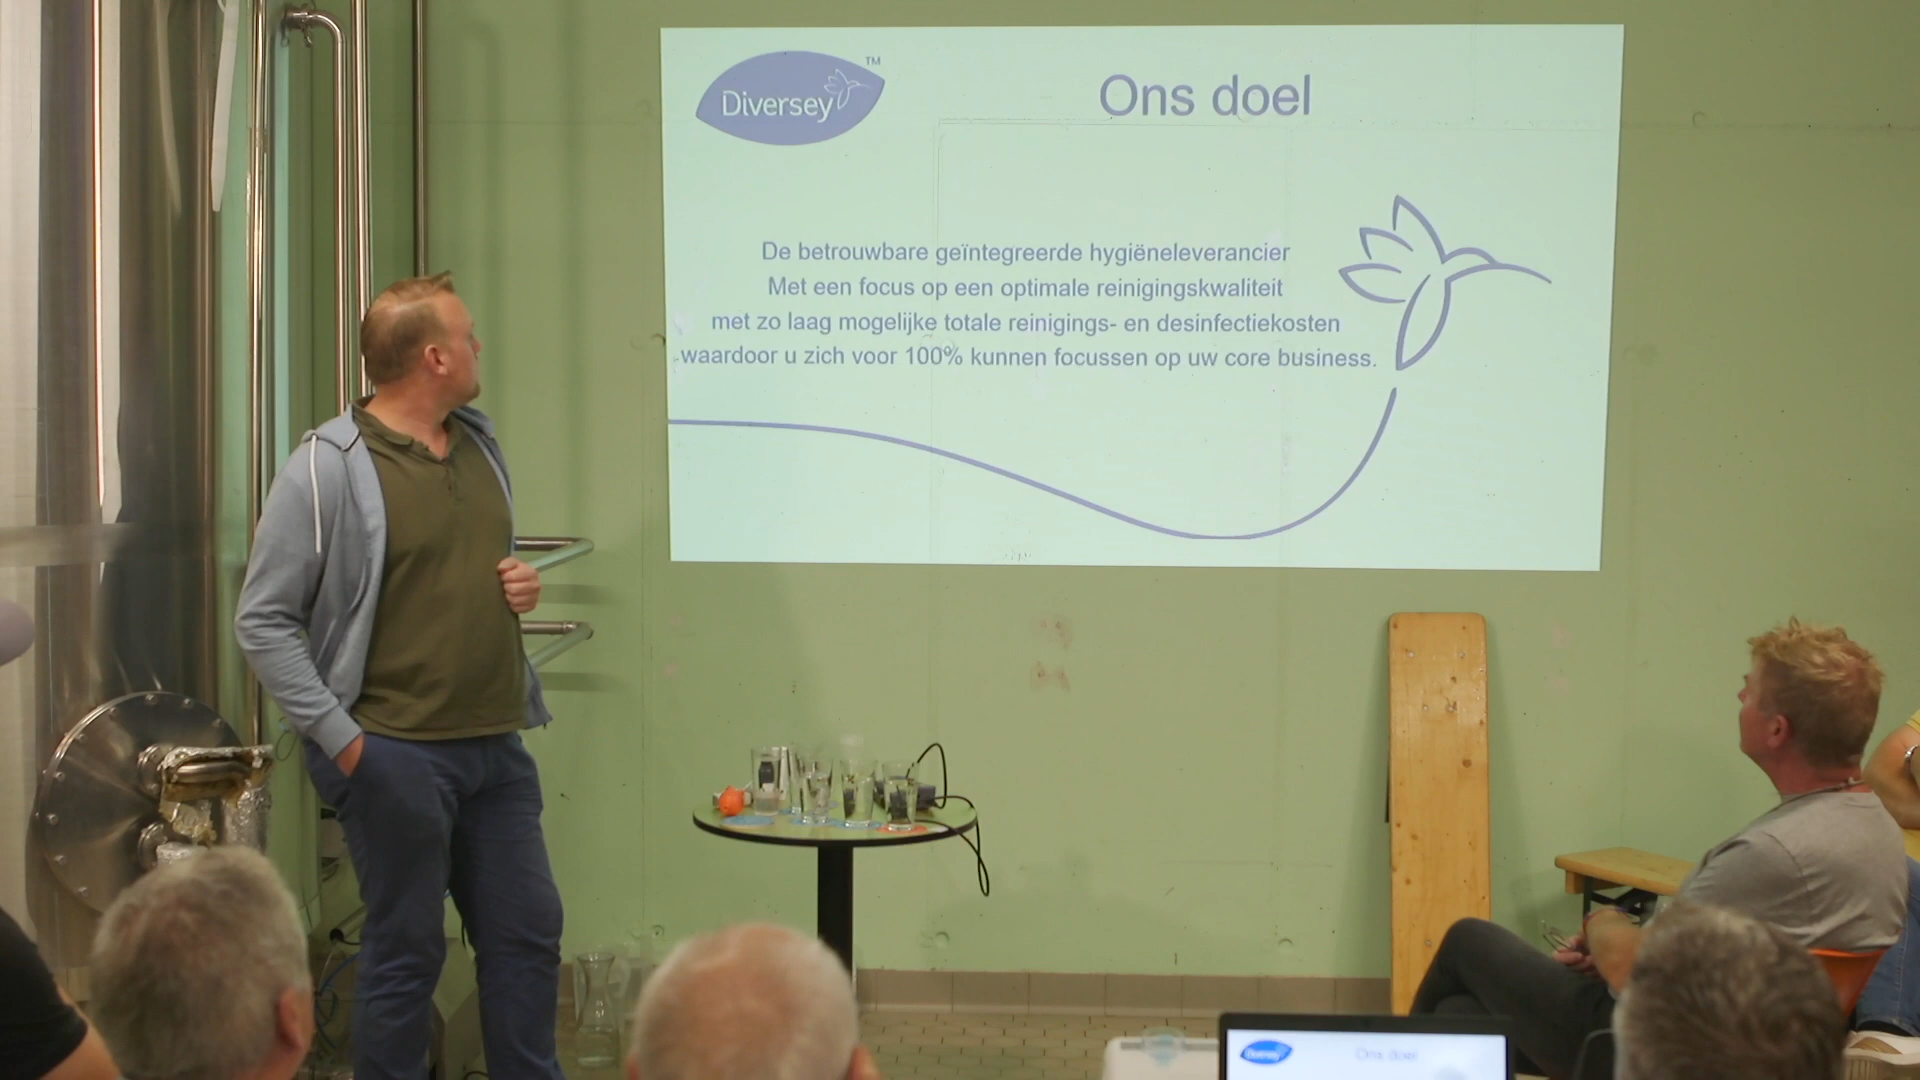 Diversey
TM
Ons doel
De betrouwbare geïntegreerde hygiëneleverancier
Met een focus op een optimale reinigingskwaliteit
met zo laag mogelijke totale reinigings- en desinfectiekosten
waardoor u zich voor 100% kunnen focussen op uw core business.
Diversey
Ons doel